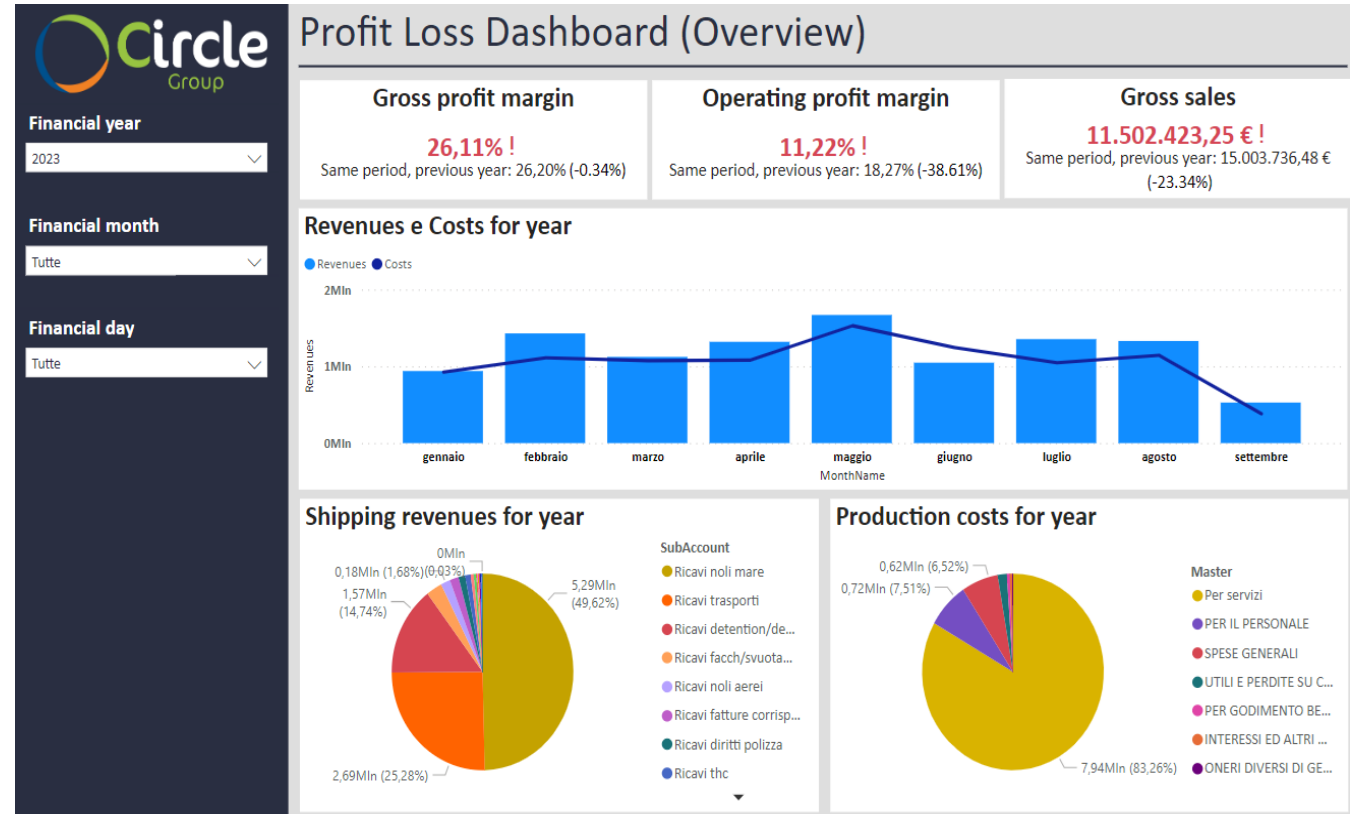 Circle
Group
Financial year
2023
Financial month
Tutte
Financial day
Tutte
Profit Loss Dashboard (Overview)
Gross profit margin
26,11% !
Same period, previous year: 26,20% (-0.34%)
Operating profit margin
11,22% !
Same period, previous year: 18,27% (-38.61%)
Gross sales
11.502.423,25 € !
Same period, previous year: 15.003.736,48 €
(-23.34%)
Revenues e Costs for year
Revenues Costs
2Mln
1Mln
0Mln
Revenues
gennaio febbraio marzo aprile maggio giugno luglio agosto settembre
MonthName
Shipping revenues for year
0Mln
(0,03%)
0,18Mln (1,68%)
1,57Mln
(14,74%)
5,29Mln
(49,62%)
2,69Mln (25,28%)
SubAccount
Ricavi noli mare
Ricavi trasporti
Ricavi detention/de...
Ricavi facch/svuota...
Ricavi noli aerei
Ricavi fatture corrisp...
Ricavi diritti polizza
Ricavi thc
Production costs for year
0,62Mln (6,52%)
0,72Mln (7,51%)
7,94Mln (83,26%)
Master
Per servizi
PER IL PERSONALE
SPESE GENERALI
UTILI E PERDITE SU C...
PER GODIMENTO BE...
INTERESSI ED ALTRI ...
ONERI DIVERSI DI GE...